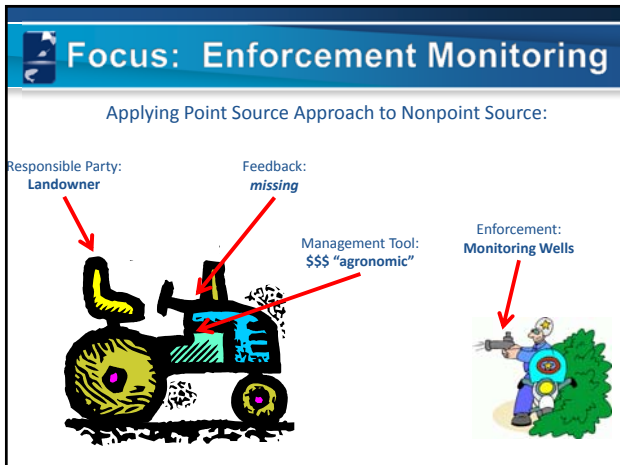 Focus: Enforcement Monitoring
Applying Point Source Approach to Nonpoint Source:
Responsible Party:
Landowner
Feedback:
missing
Management Tool:
$$$ “agronomic”
Enforcement:
Monitoring Wells